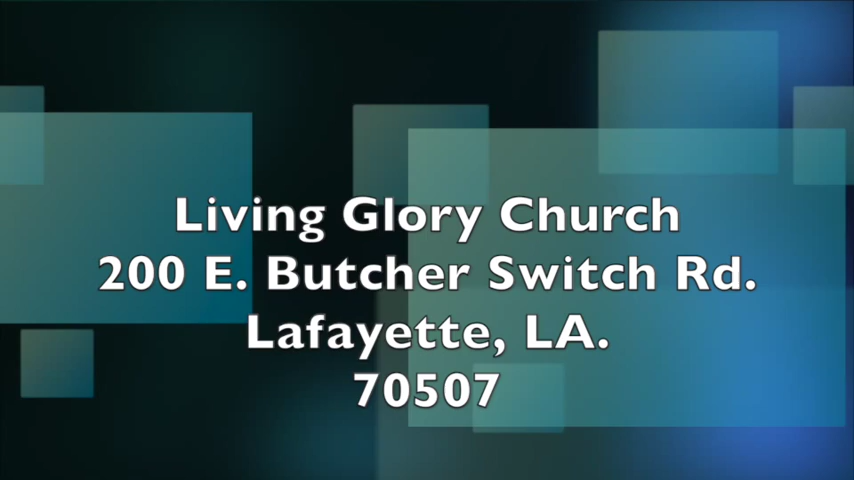 Living Glory Church
200 E. Butcher Switch Rd.
Lafayette, LA.
70507